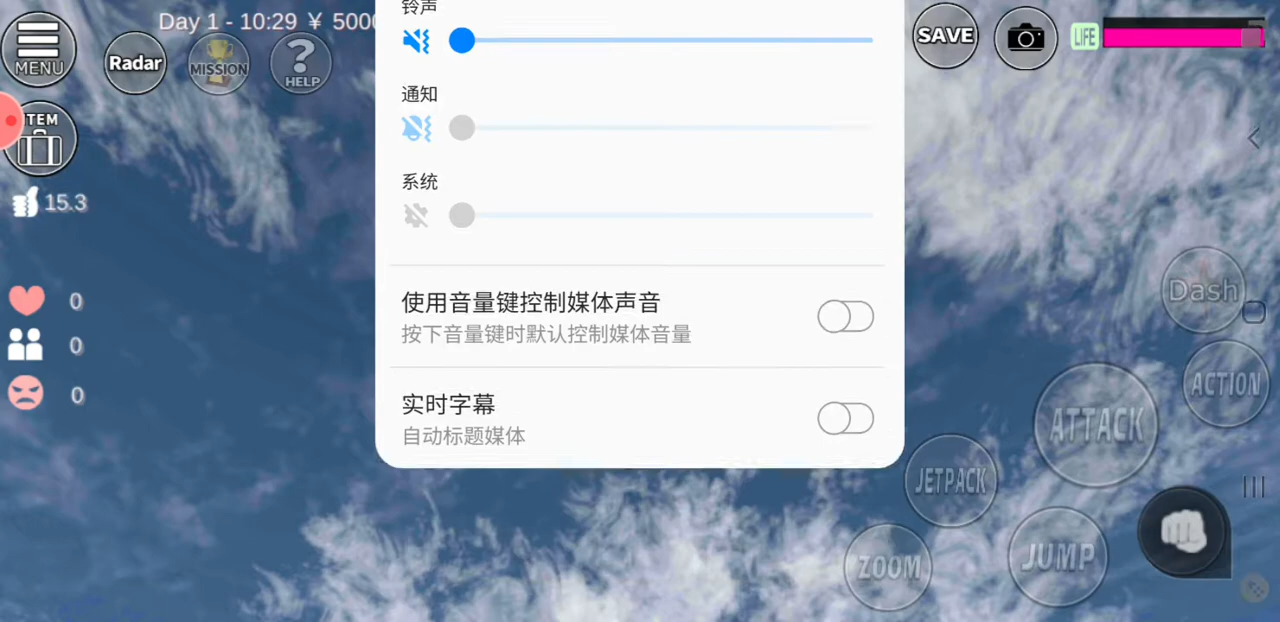 Day 1 - 10:29 ¥ 5000
铃声
MENU
Radar
MISSION
?
HELP
SAVE
LIFE
TEM
通知
15.3
系统
0
0
0
使用音量键控制媒体声音
按下音量键时默认控制媒体音量
实时字幕
自动标题媒体
Dash
ACTION
ATTACK
JETPACK
ZOOM
JUMP